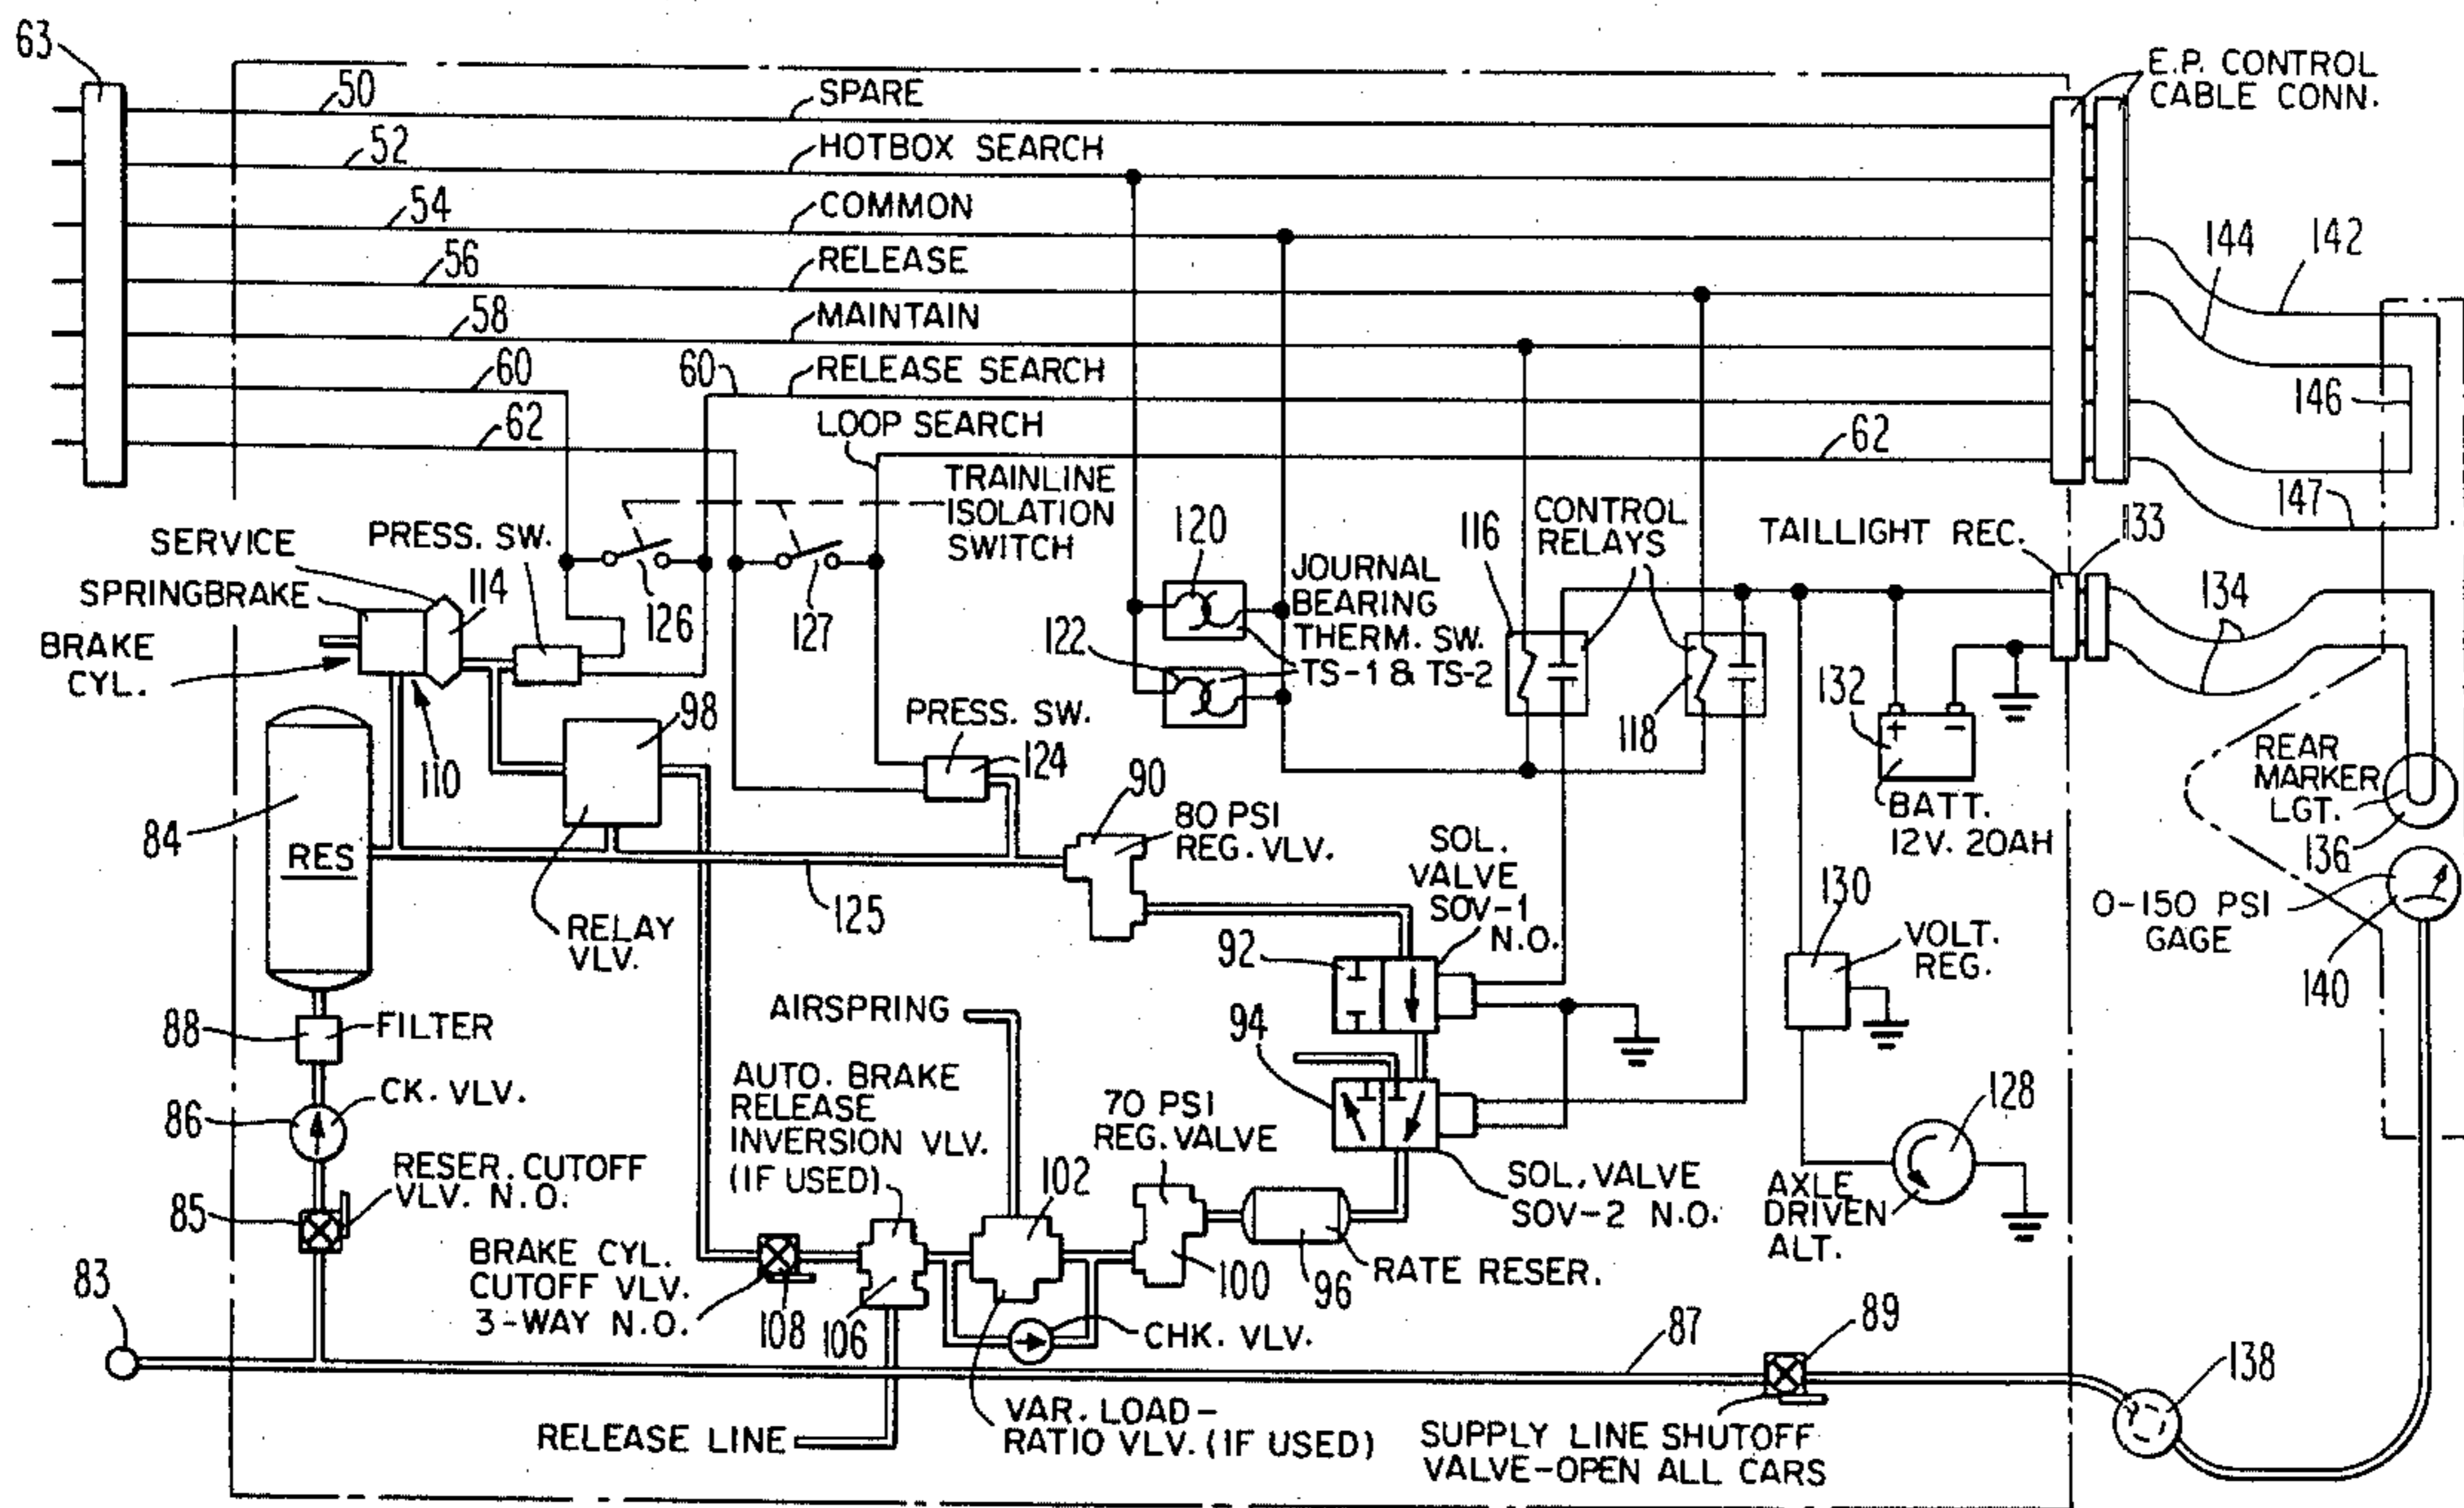 63
50
SPARE
E.P. CONTROL
CABLE CONN.
52
HOTBOX SEARCH
54
COMMON
144
142
56
RELEASE
58
MAINTAIN
60
60
RELEASE SEARCH
146
62
LOOP SEARCH
62
TRAINLINE
ISOLATION
SWITCH
147
SERVICE
PRESS. SW.
120
116
CONTROL
RELAYS
TAILLIGHT REC.
133
SPRINGBRAKE
114
126
127
JOURNAL
BEARING
THERM. SW.
TS-1 & TS-2
134
BRAKE
CYL.
122
132
+ -
98
PRESS. SW.
124
118
REAR
MARKER
LGT.
110
90
BATT.
12V. 20AH
84
RES
80 PSI
REG. VLV.
SOL.
VALVE
SOV-1
N.O.
136
130
125
RELAY
VLV.
92
VOLT.
REG.
0-150 PSI
GAGE
140
88
FILTER
AIRSPRING
94
86
CK. VLV.
AUTO. BRAKE
RELEASE
INVERSION VLV.
(IF USED)
70 PSI
REG. VALVE
128
RESER. CUTOFF
VLV. N.O.
102
85
SOL. VALVE
SOV-2 N.O.
AXLE
DRIVEN
ALT.
BRAKE CYL.
CUTOFF VLV.
3-WAY N.O.
108
106
100
96
RATE RESER.
83
CHK. VLV.
87
89
138
RELEASE LINE
VAR. LOAD-
RATIO VLV. (IF USED)
SUPPLY LINE SHUTOFF
VALVE-OPEN ALL CARS